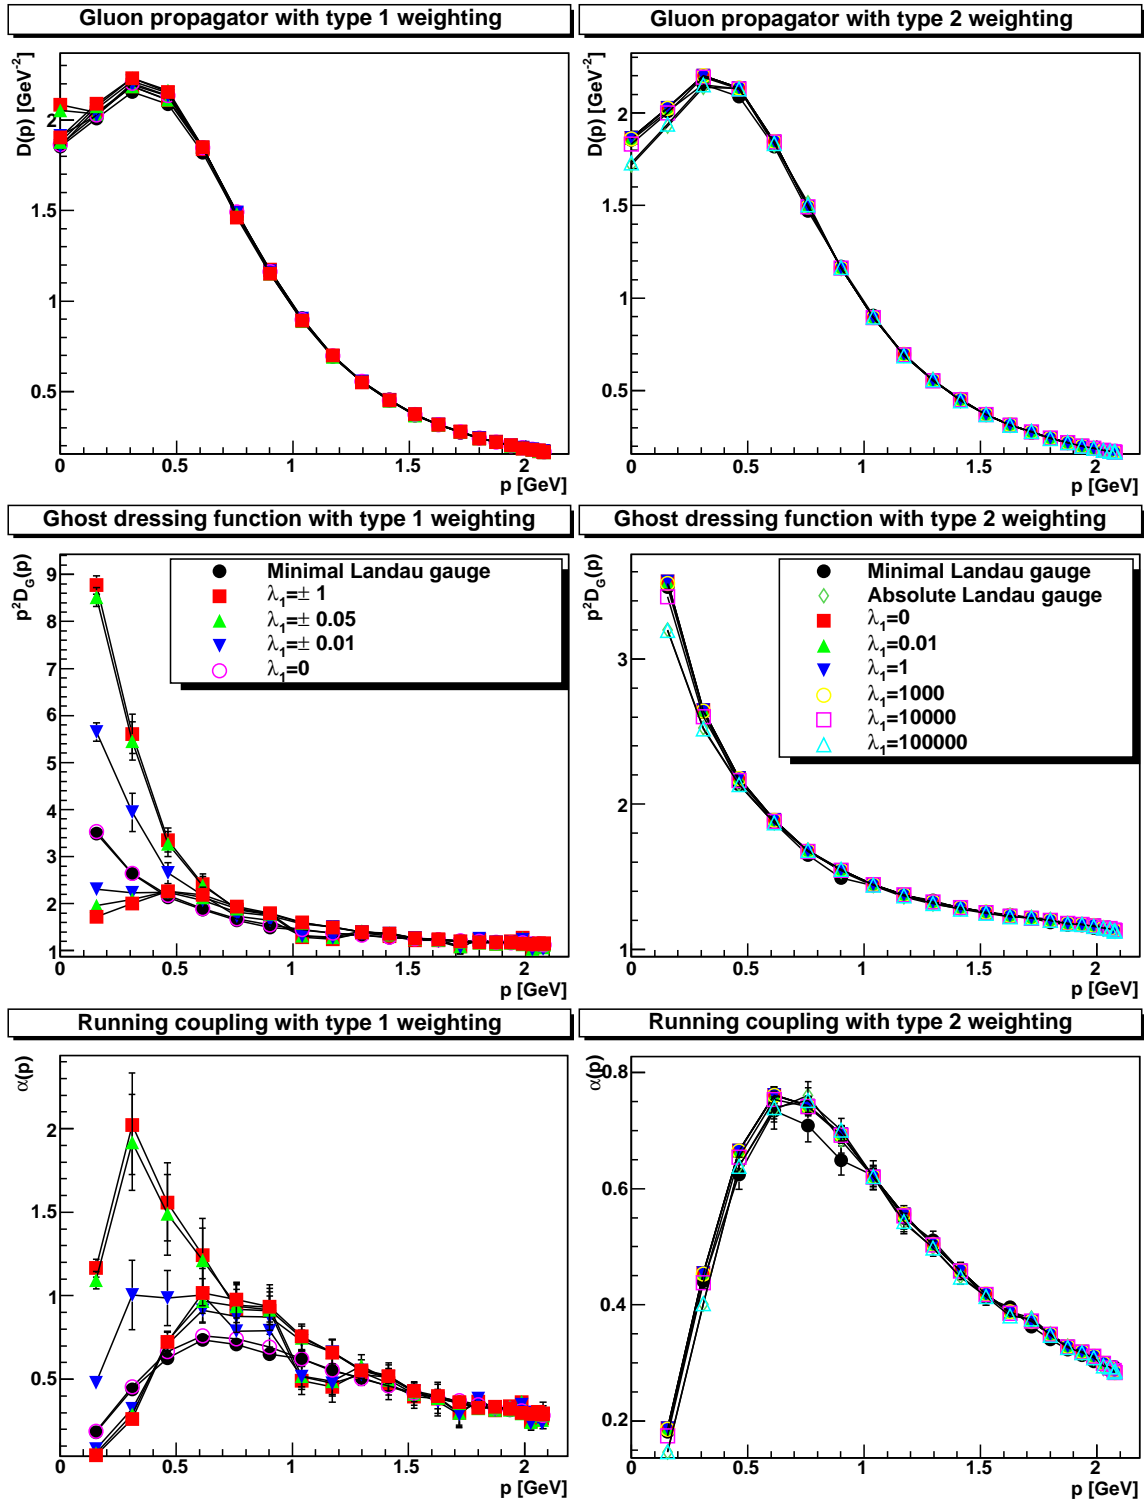 Gluon propagator with type 1 weighting
D(p) [GeV⁻²]
2
1.5
1
0.5
0 0.5 1 1.5 2
p [GeV]
Gluon propagator with type 2 weighting
D(p) [GeV⁻²]
2
1.5
1
0.5
0 0.5 1 1.5 2
p [GeV]
Ghost dressing function with type 1 weighting
p²D_G(p)
9
8
7
6
5
4
3
2
1
Minimal Landau gauge
λ₁=± 1
λ₁=± 0.05
λ₁=± 0.01
λ₁=0
0 0.5 1 1.5 2
p [GeV]
Ghost dressing function with type 2 weighting
p²D_G(p)
3
2
1
Minimal Landau gauge
Absolute Landau gauge
λ₁=0
λ₁=0.01
λ₁=1
λ₁=1000
λ₁=10000
λ₁=100000
0 0.5 1 1.5 2
p [GeV]
Running coupling with type 1 weighting
α(p)
2
1.5
1
0.5
0 0.5 1 1.5 2
p [GeV]
Running coupling with type 2 weighting
α(p)
0.8
0.6
0.4
0.2
0 0.5 1 1.5 2
p [GeV]